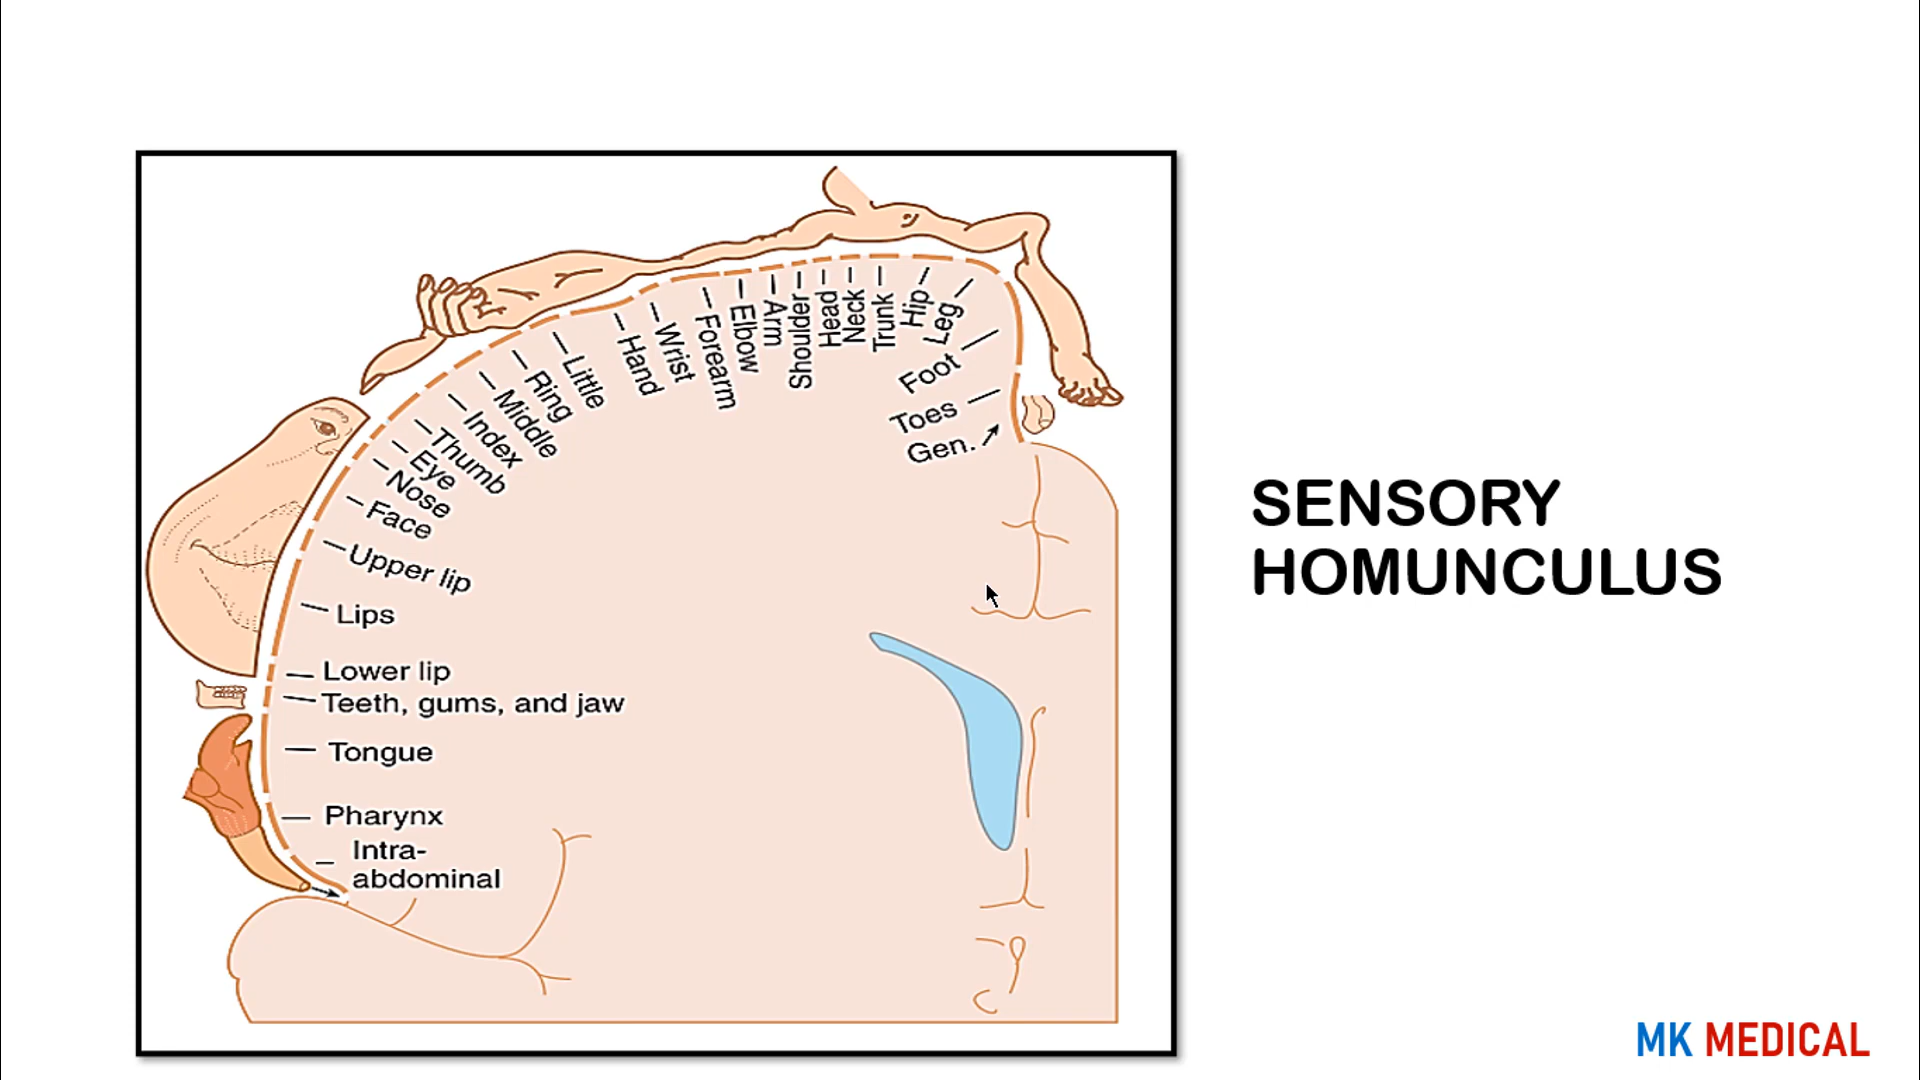 Little
Ring
Middle
Index
Thumb
Eye
Nose
Face
Upper lip
Lips
Lower lip
Teeth, gums, and jaw
Tongue
Pharynx
Intra-
abdominal
Hand
Wrist
Forearm
Elbow
Arm
Shoulder
Head
Neck
Trunk
Hip
Leg
Foot
Toes
Gen.
SENSORY
HOMUNCULUS
MK MEDICAL